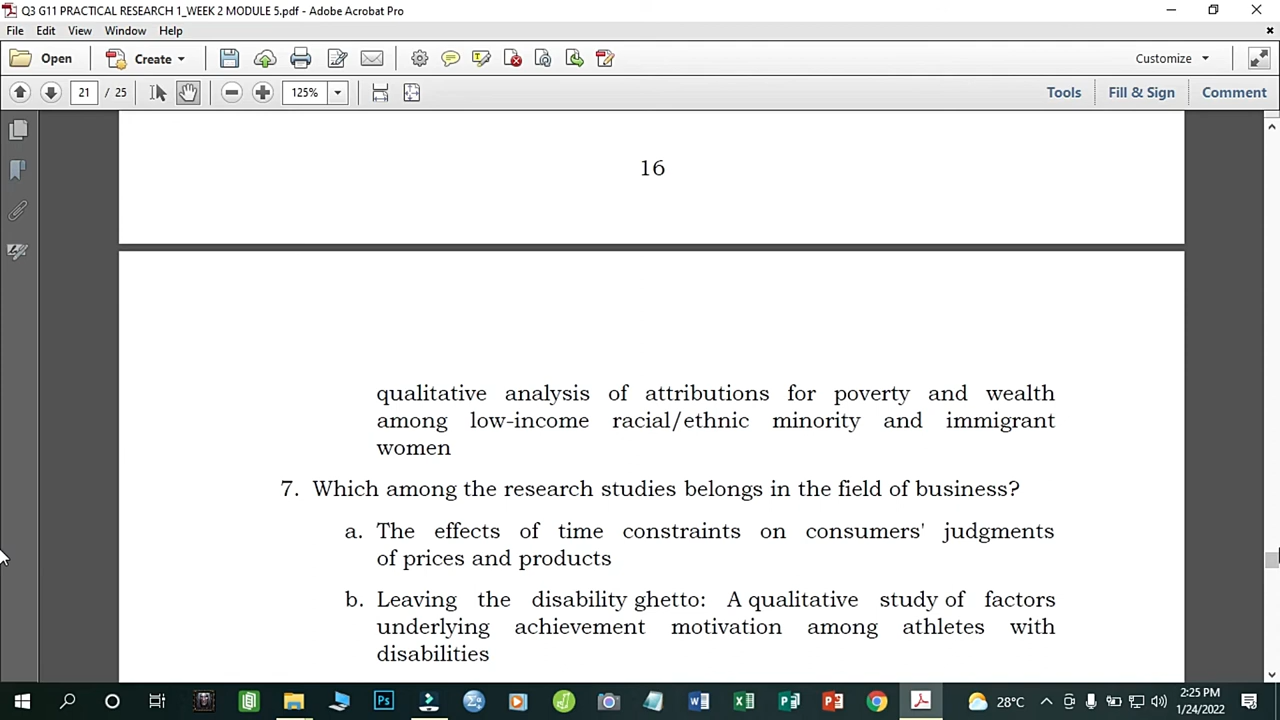 Q3 G11 PRACTICAL RESEARCH 1_WEEK 2 MODULE 5.pdf - Adobe Acrobat Pro
File Edit View Window Help
Open Create Customize
21 / 25 125% Tools Fill & Sign Comment
16
qualitative analysis of attributions for poverty and wealth
among low-income racial/ethnic minority and immigrant
women
7. Which among the research studies belongs in the field of business?
a. The effects of time constraints on consumers' judgments
of prices and products
b. Leaving the disability ghetto: A qualitative study of factors
underlying achievement motivation among athletes with
disabilities
28°C 2:25 PM
1/24/2022